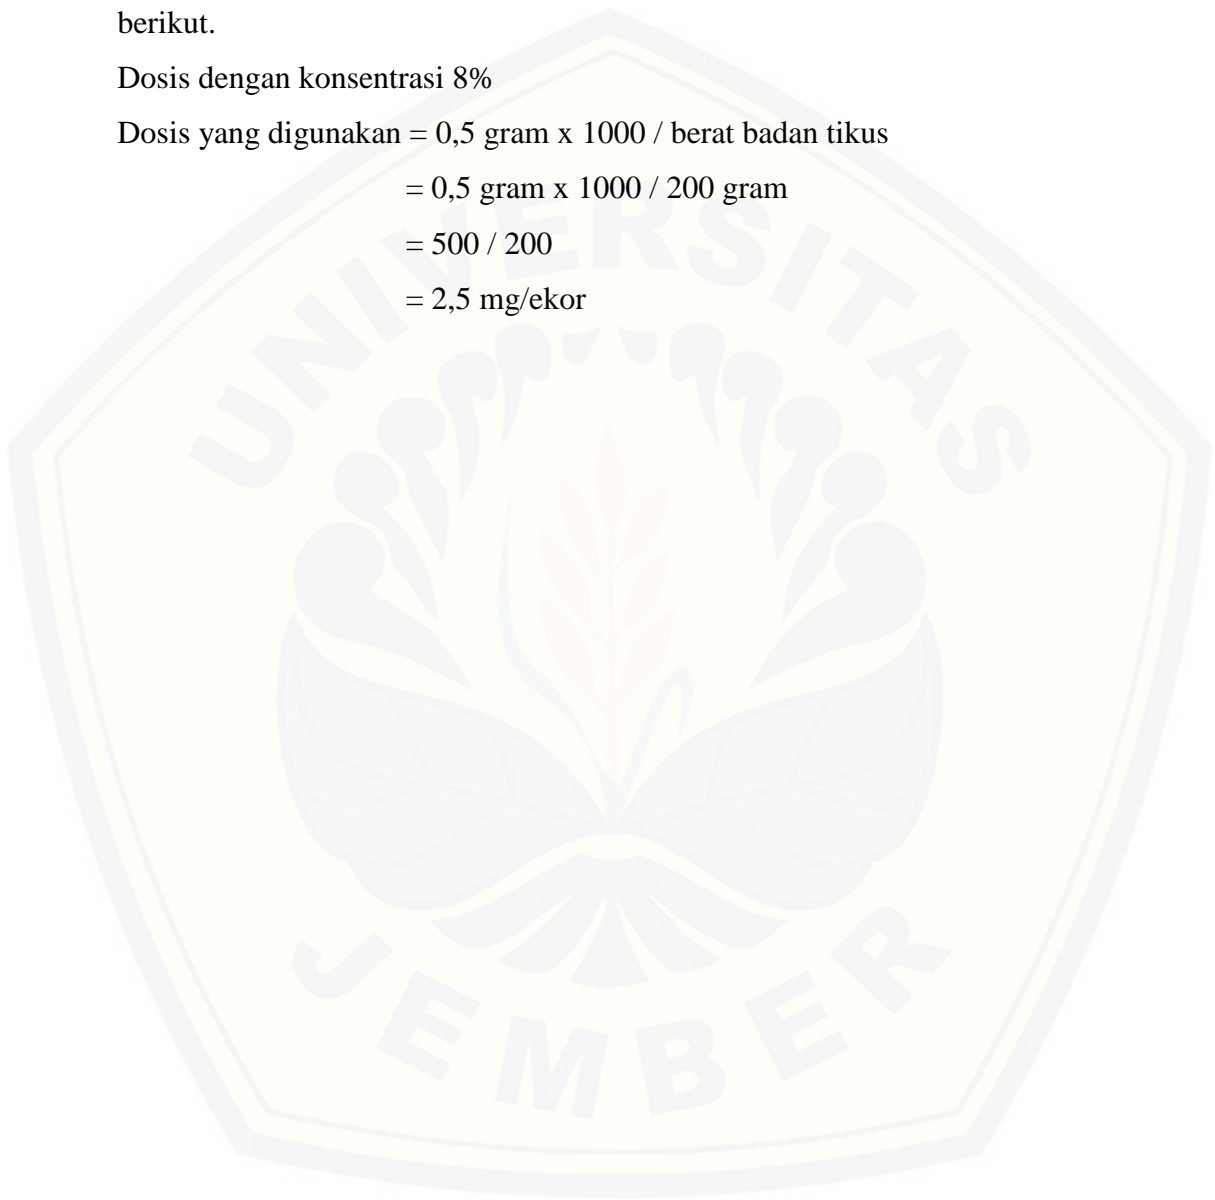 berikut.
Dosis dengan konsentrasi 8%
Dosis yang digunakan = 0,5 gram x 1000 / berat badan tikus
= 0,5 gram x 1000 / 200 gram
= 500 / 200
= 2,5 mg/ekor
UNIVERSITAS
JEMBER